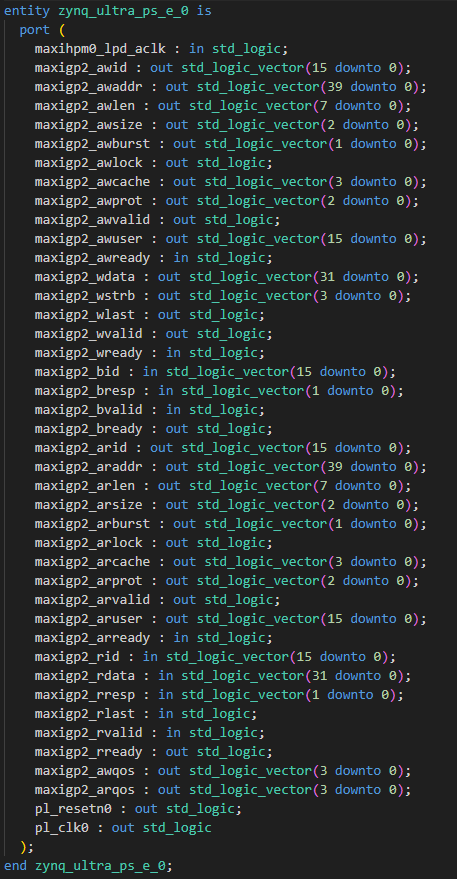 entity zynq_ultra_ps_e_0 is
port (
maxihpm0_lpd_aclk : in std_logic;
maxigp2_awid : out std_logic_vector(15 downto 0);
maxigp2_awaddr : out std_logic_vector(39 downto 0);
maxigp2_awlen : out std_logic_vector(7 downto 0);
maxigp2_awsize : out std_logic_vector(2 downto 0);
maxigp2_awburst : out std_logic_vector(1 downto 0);
maxigp2_awlock : out std_logic;
maxigp2_awcache : out std_logic_vector(3 downto 0);
maxigp2_awprot : out std_logic_vector(2 downto 0);
maxigp2_awvalid : out std_logic;
maxigp2_awuser : out std_logic_vector(15 downto 0);
maxigp2_awready : in std_logic;
maxigp2_wdata : out std_logic_vector(31 downto 0);
maxigp2_wstrb : out std_logic_vector(3 downto 0);
maxigp2_wlast : out std_logic;
maxigp2_wvalid : out std_logic;
maxigp2_wready : in std_logic;
maxigp2_bid : in std_logic_vector(15 downto 0);
maxigp2_bresp : in std_logic_vector(1 downto 0);
maxigp2_bvalid : in std_logic;
maxigp2_bready : out std_logic;
maxigp2_arid : out std_logic_vector(15 downto 0);
maxigp2_araddr : out std_logic_vector(39 downto 0);
maxigp2_arlen : out std_logic_vector(7 downto 0);
maxigp2_arsize : out std_logic_vector(2 downto 0);
maxigp2_arburst : out std_logic_vector(1 downto 0);
maxigp2_arlock : out std_logic;
maxigp2_arcache : out std_logic_vector(3 downto 0);
maxigp2_arprot : out std_logic_vector(2 downto 0);
maxigp2_arvalid : out std_logic;
maxigp2_aruser : out std_logic_vector(15 downto 0);
maxigp2_arready : in std_logic;
maxigp2_rid : in std_logic_vector(15 downto 0);
maxigp2_rdata : in std_logic_vector(31 downto 0);
maxigp2_rresp : in std_logic_vector(1 downto 0);
maxigp2_rlast : in std_logic;
maxigp2_rvalid : in std_logic;
maxigp2_rready : out std_logic;
maxigp2_awqos : out std_logic_vector(3 downto 0);
maxigp2_arqos : out std_logic_vector(3 downto 0);
pl_resetn0 : out std_logic;
pl_clk0 : out std_logic
);
end zynq_ultra_ps_e_0;